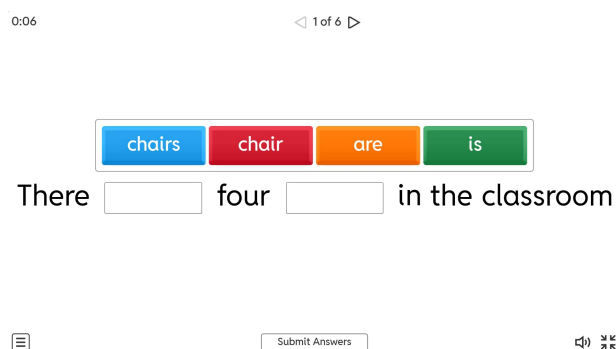 0:06
1 of 6
chairs chair are is
There four in the classroom
Submit Answers